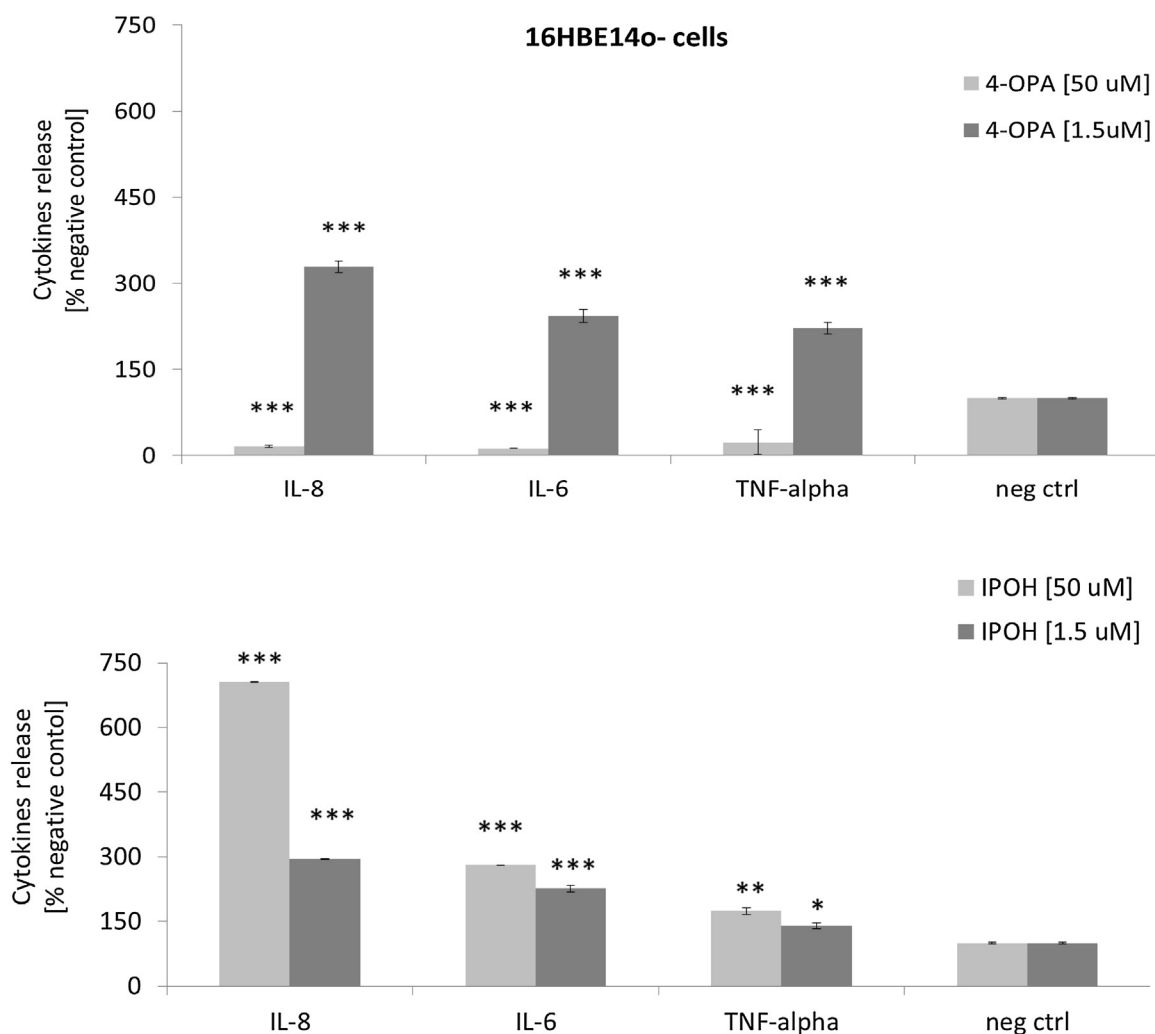 16HBE14o- cells
4-OPA [50 uM]
4-OPA [1.5uM]
Cytokines release
[% negative control]
750
600
450
300
150
0
***
***
***
***
***
***
IL-8
IL-6
TNF-alpha
neg ctrl
IPOH [50 uM]
IPOH [1.5 uM]
Cytokines release
[% negative contol]
750
600
450
300
150
0
***
***
***
***
**
*
IL-8
IL-6
TNF-alpha
neg ctrl